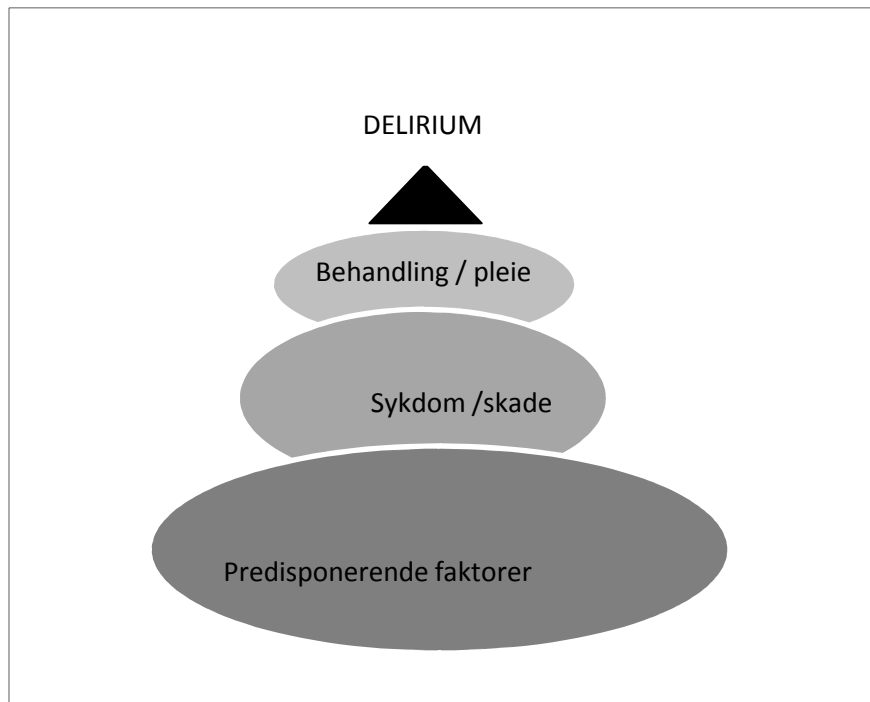 DELIRIUM
Behandling / pleie
Sykdom /skade
Predisponerende faktorer